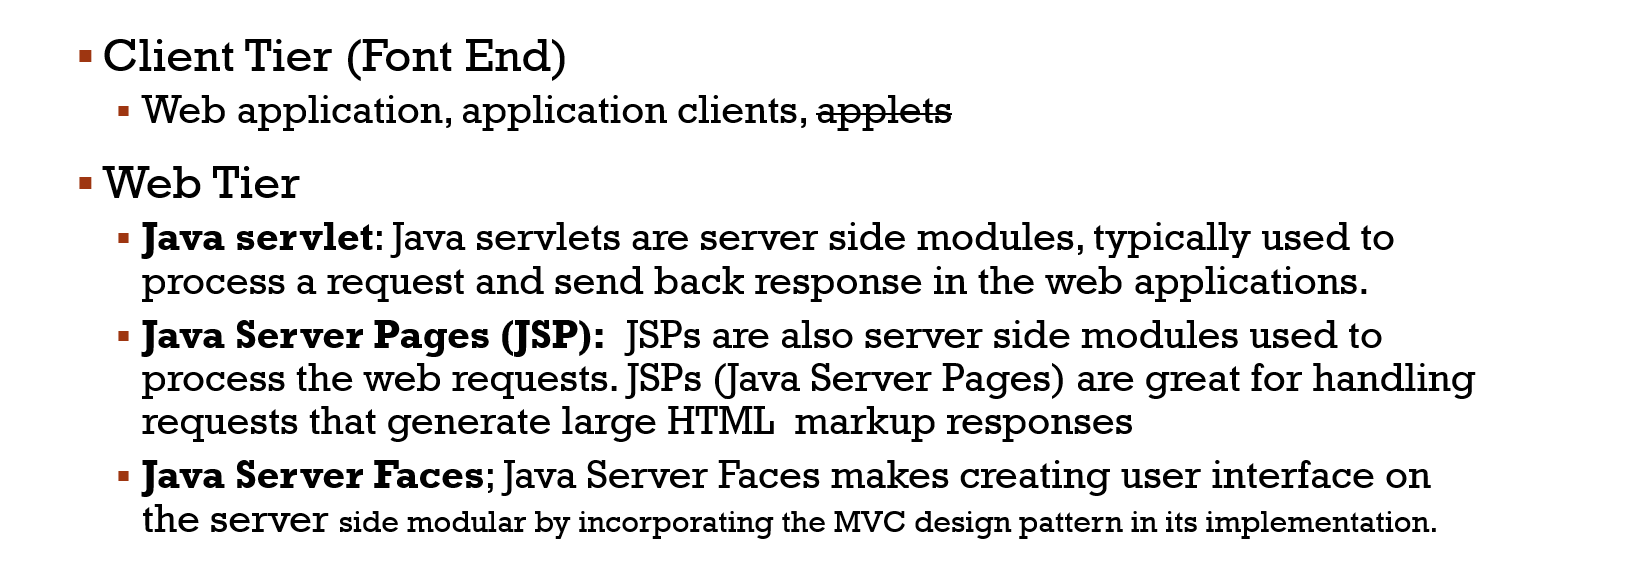 Client Tier (Font End)
Web application, application clients, applets
Web Tier
Java servlet: Java servlets are server side modules, typically used to
process a request and send back response in the web applications.
Java Server Pages (JSP):  JSPs are also server side modules used to
process the web requests. JSPs (Java Server Pages) are great for handling
requests that generate large HTML  markup responses
Java Server Faces; Java Server Faces makes creating user interface on
the server side modular by incorporating the MVC design pattern in its implementation.